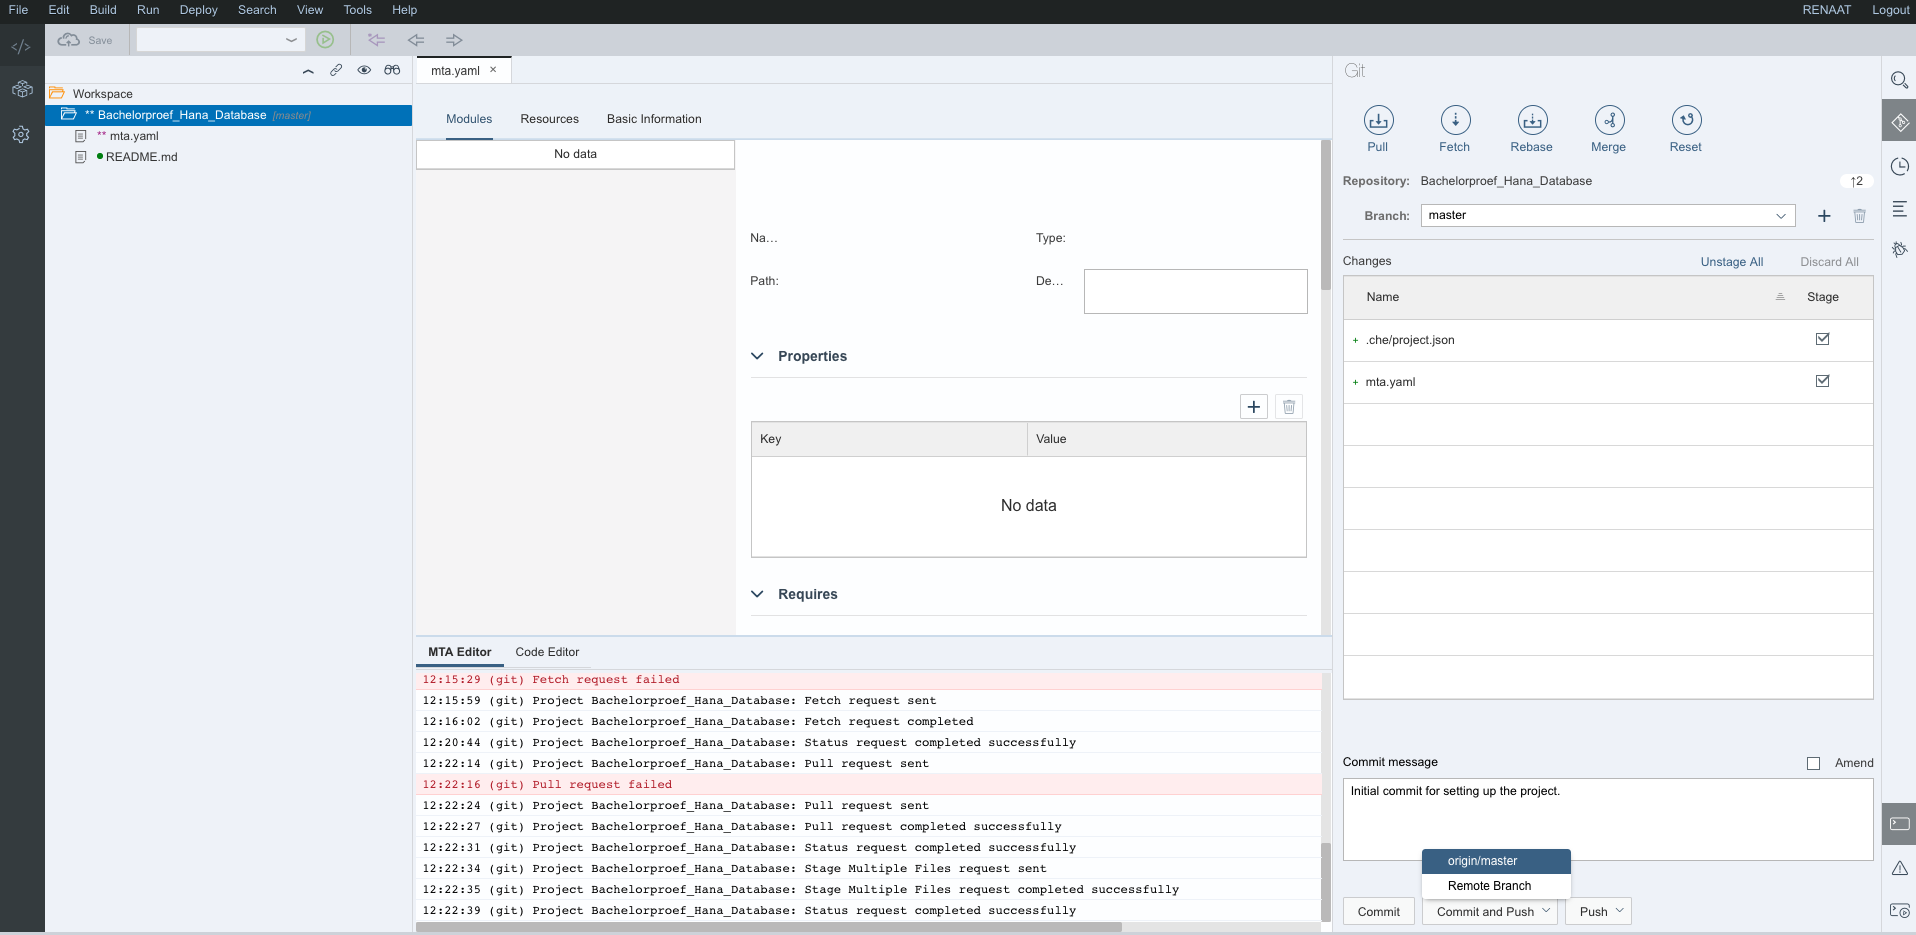 File Edit Build Run Deploy Search View Tools Help RENAAT Logout
Save
mta.yaml ×
Workspace
** Bachelorproef_Hana_Database [master]
** mta.yaml
README.md
Modules Resources Basic Information
No data
Na...
Type:
Path:
De...
Properties
Key Value
No data
Requires
MTA Editor Code Editor
12:15:29 (git) Fetch request failed
12:15:59 (git) Project Bachelorproef_Hana_Database: Fetch request sent
12:16:02 (git) Project Bachelorproef_Hana_Database: Fetch request completed
12:20:44 (git) Project Bachelorproef_Hana_Database: Status request completed successfully
12:22:14 (git) Project Bachelorproef_Hana_Database: Pull request sent
12:22:16 (git) Pull request failed
12:22:24 (git) Project Bachelorproef_Hana_Database: Pull request sent
12:22:27 (git) Project Bachelorproef_Hana_Database: Pull request completed successfully
12:22:31 (git) Project Bachelorproef_Hana_Database: Status request completed successfully
12:22:34 (git) Project Bachelorproef_Hana_Database: Stage Multiple Files request sent
12:22:35 (git) Project Bachelorproef_Hana_Database: Stage Multiple Files request completed successfully
12:22:39 (git) Project Bachelorproef_Hana_Database: Status request completed successfully
Git
Pull Fetch Rebase Merge Reset
Repository: Bachelorproef_Hana_Database ↑2
Branch: master
Changes Unstage All Discard All
Name Stage
+ .che/project.json
+ mta.yaml
Commit message Amend
Initial commit for setting up the project.
origin/master
Remote Branch
Commit Commit and Push Push